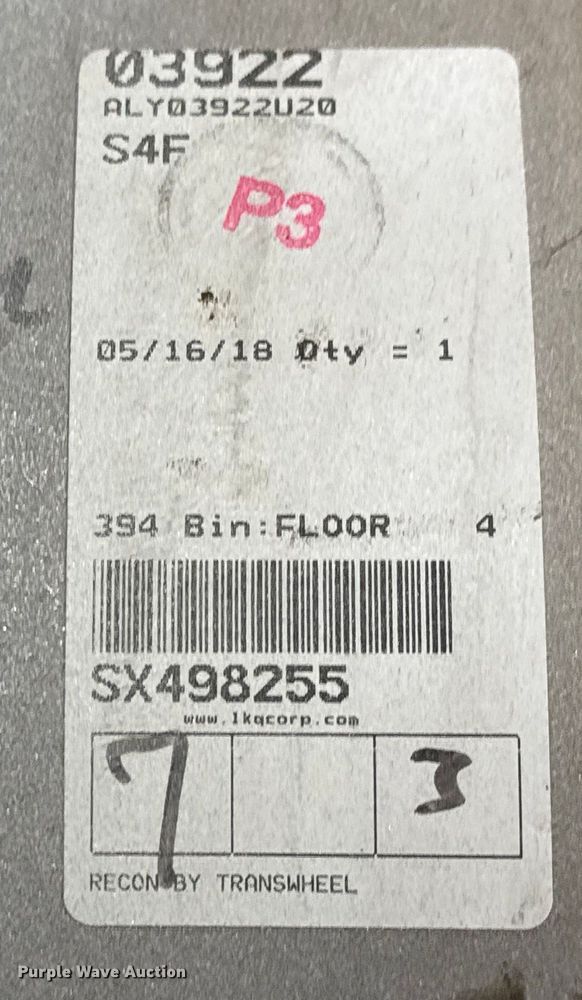 03922
ALY03922U20
S4F
P3
05/16/18 Qty = 1
394 Bin:FLOOR 4
SX498255
www.lkqcorp.com
7 3
RECON BY TRANSWHEEL
Purple Wave Auction